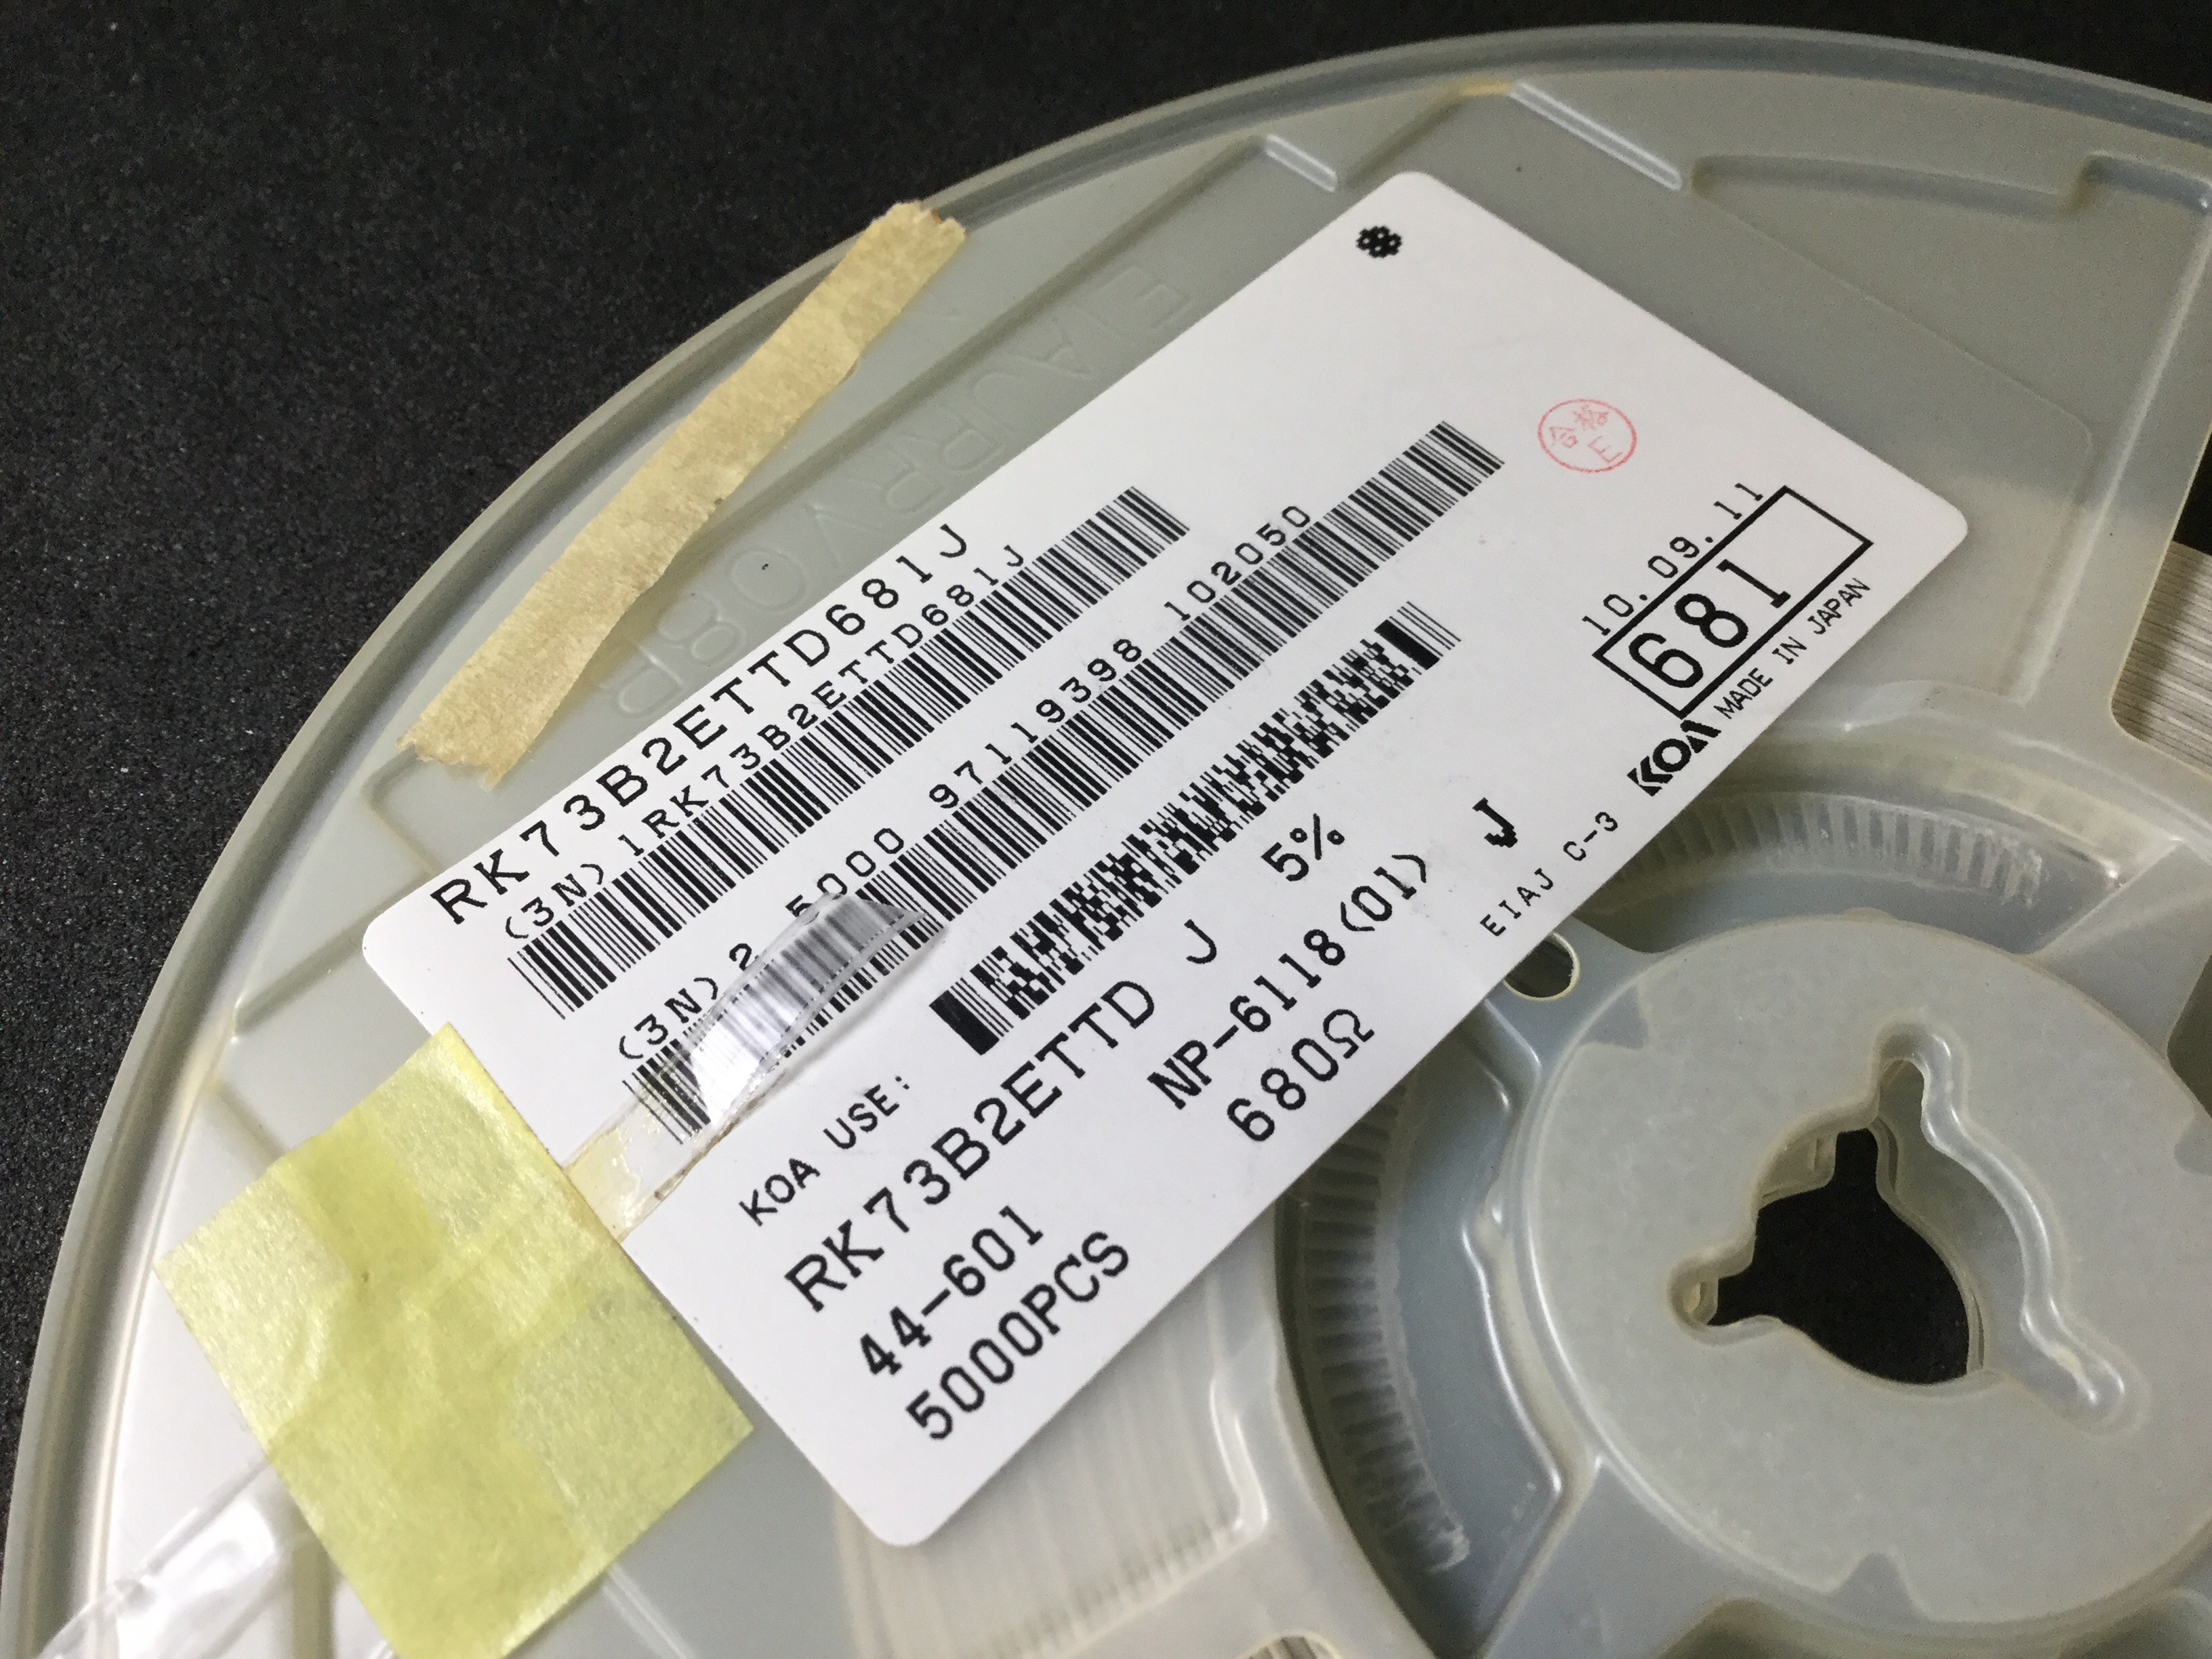 RK73B2ETTD681J
(3N)1RK73B2ETTD681J
(3N)2 5000 97119398 102050
合格
E
KOA USE:
RK73B2ETTD J 5%
44-601 NP-6118(01) J
5000PCS 680Ω
10.09.11
681
EIAJ C-3 KOA MADE IN JAPAN
EIAJRRV08P